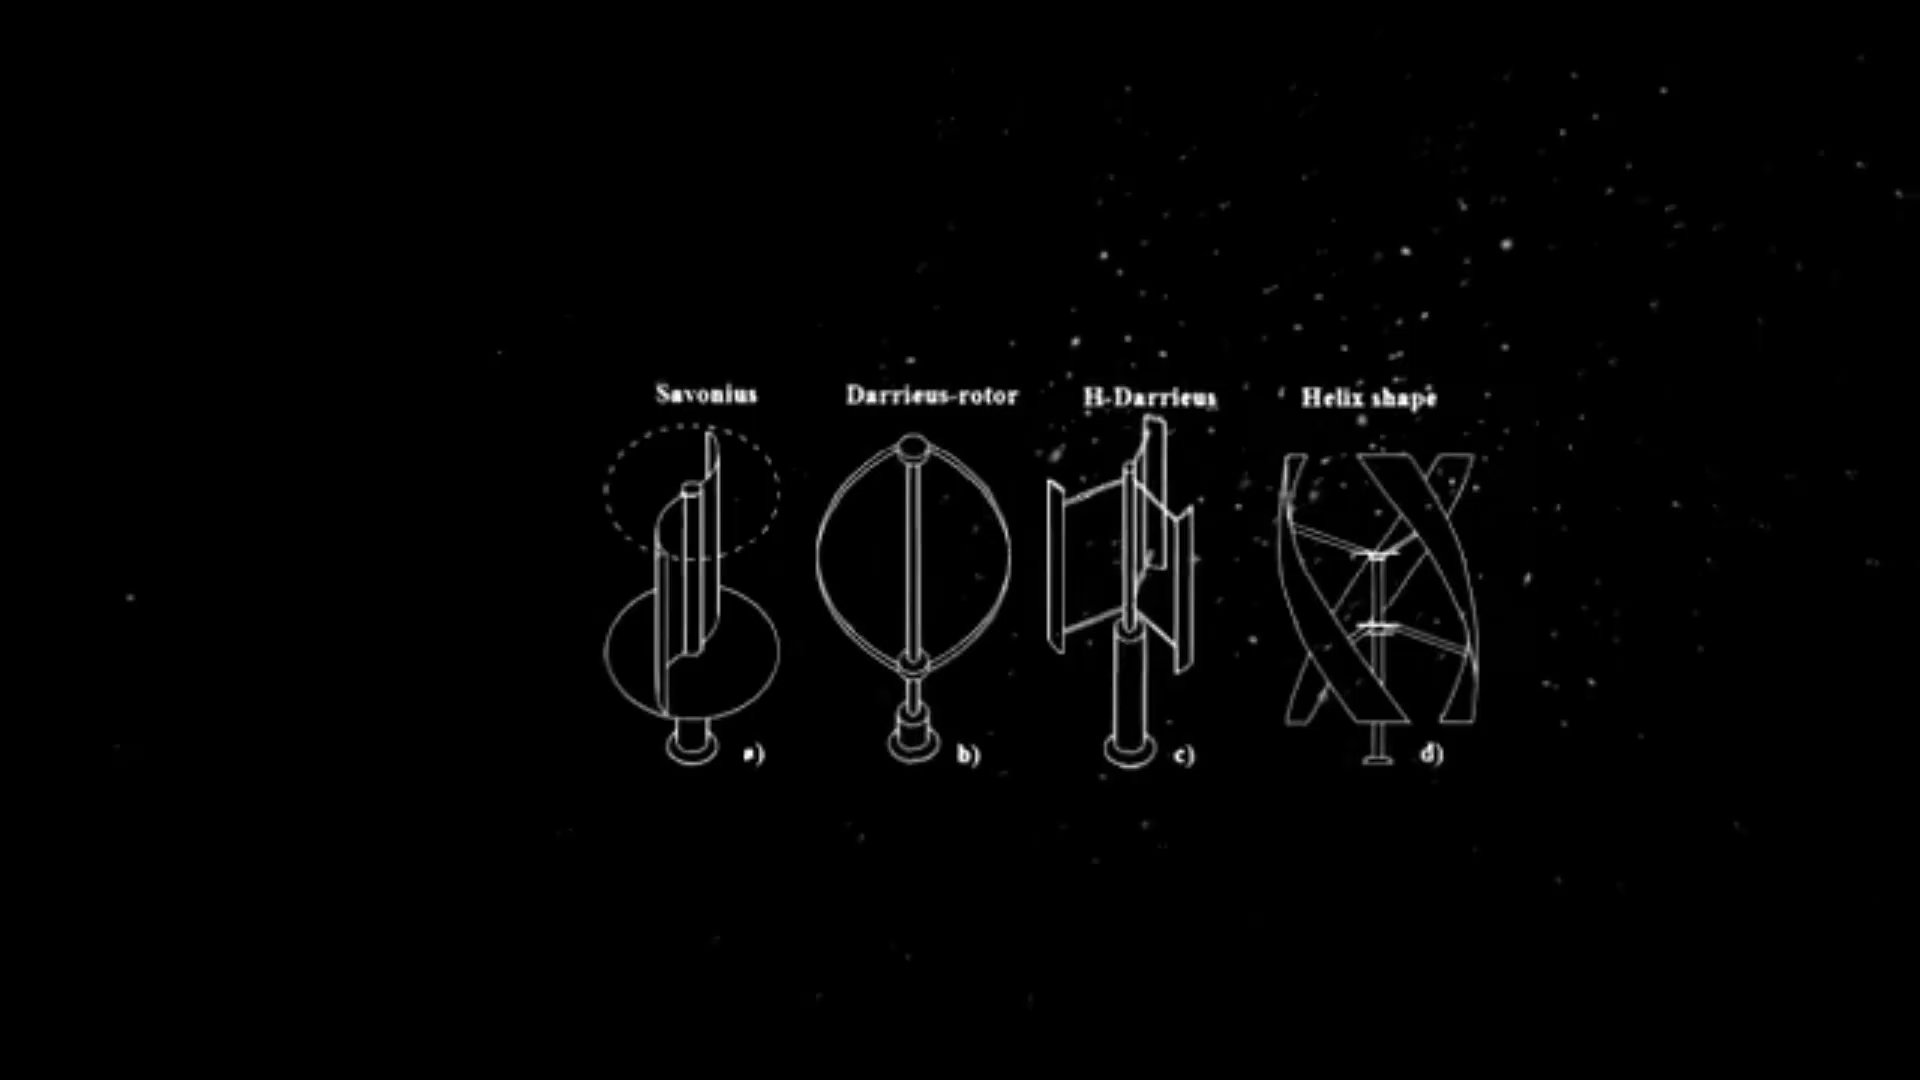 Savonius
Darrieus-rotor
H-Darrieus
Helix shape
a)
b)
c)
d)